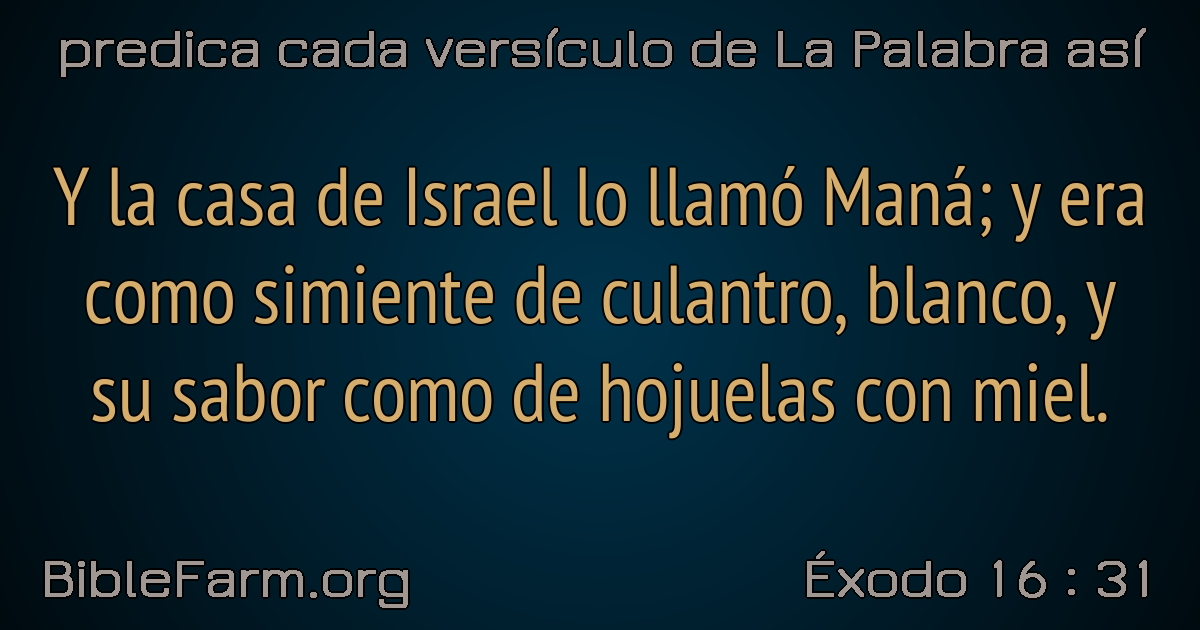 predica cada versículo de La Palabra así
Y la casa de Israel lo llamó Maná; y era
como simiente de culantro, blanco, y
su sabor como de hojuelas con miel.
BibleFarm.org
Éxodo 16 : 31